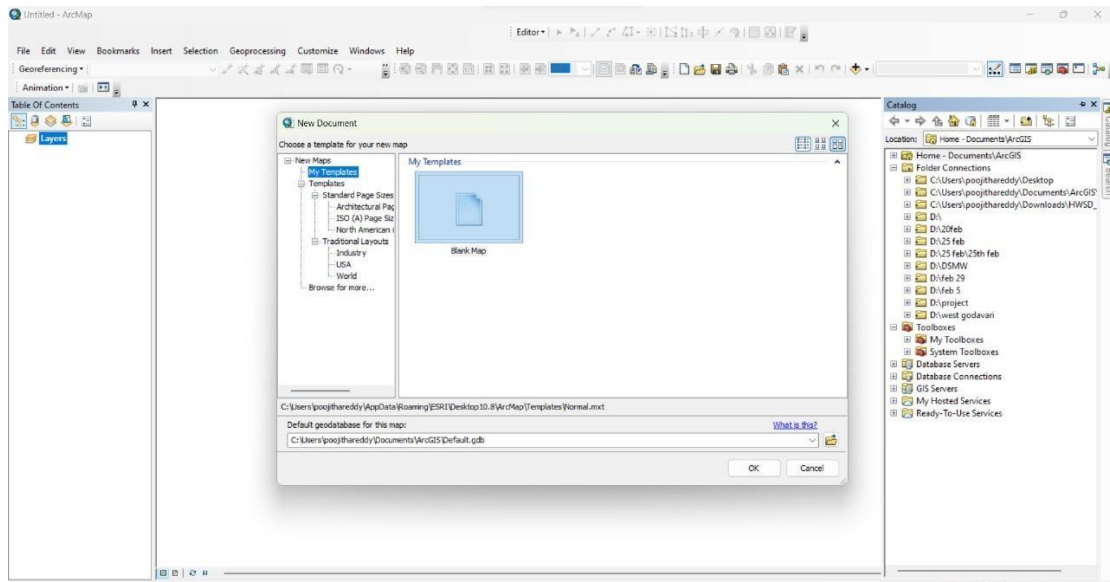 Untitled - ArcMap
Editor
File Edit View Bookmarks Insert Selection Geoprocessing Customize Windows Help
Georeferencing
Animation
Table Of Contents
Layers
New Document
Choose a template for your new map
New Maps
My Templates
Templates
Standard Page Sizes
Architectural Pag
ISO (A) Page Siz
North American (
Traditional Layouts
Industry
USA
World
Browse for more...
My Templates
Blank Map
C:\Users\poojithareddy\AppData\Roaming\ESRI\Desktop10.8\ArcMap\Templates\Normal.mxt
Default geodatabase for this map:
What is this?
C:\Users\poojithareddy\Documents\ArcGIS\Default.gdb
OK Cancel
Catalog
Location: Home - Documents\ArcGIS
Home - Documents\ArcGIS
Folder Connections
C:\Users\poojithareddy\Desktop
C:\Users\poojithareddy\Documents\ArcGIS
C:\Users\poojithareddy\Downloads\HWSD_
D:\
D:\20feb
D:\25 feb
D:\25 feb\25th feb
D:\DSMW
D:\feb 29
D:\feb 5
D:\project
D:\west godavari
Toolboxes
My Toolboxes
System Toolboxes
Database Servers
Database Connections
GIS Servers
My Hosted Services
Ready-To-Use Services